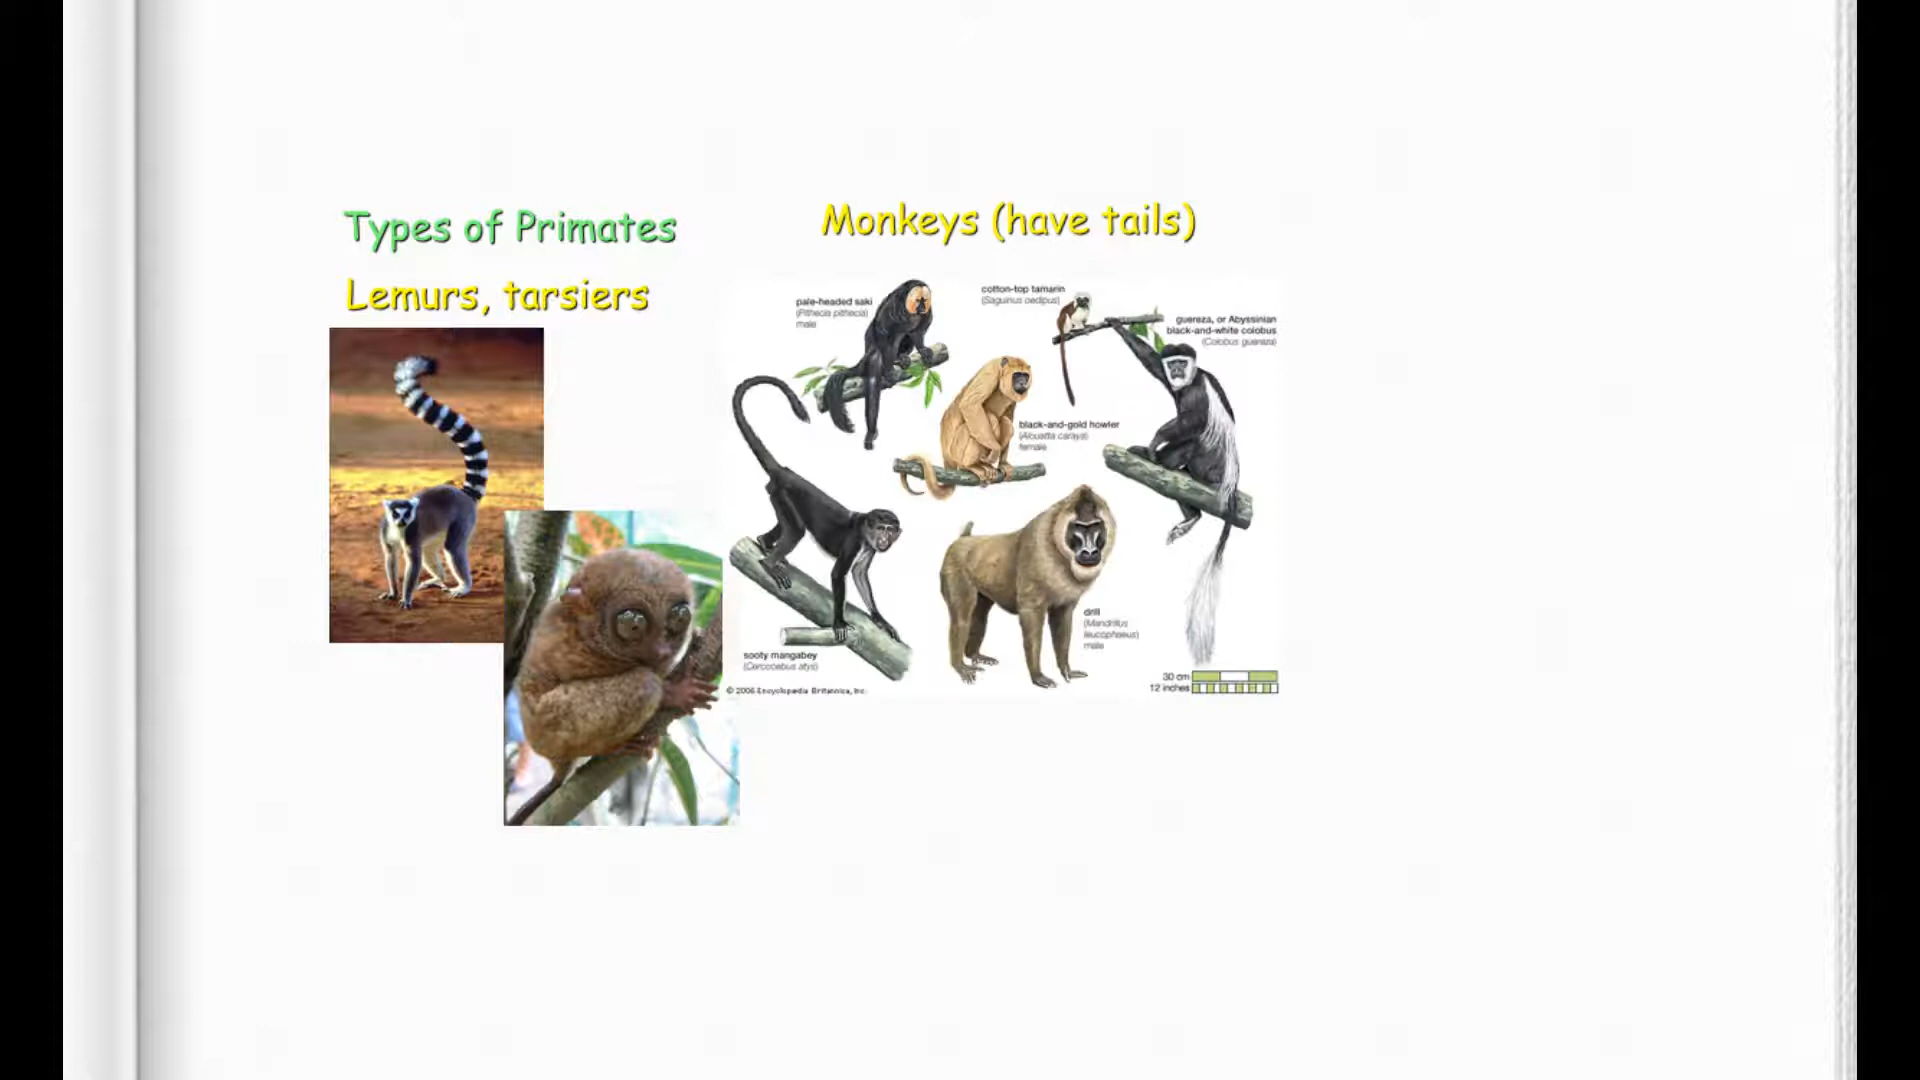 Types of Primates
Lemurs, tarsiers
Monkeys (have tails)
pale-headed saki
(Pithecia pithecia)
male
cotton-top tamarin
(Saguinus oedipus)
guereza, or Abyssinian
black-and-white colobus
(Colobus guereza)
black-and-gold howler
(Alouatta caraya)
female
drill
(Mandrillus
leucophaeus)
male
sooty mangabey
(Cercocebus atys)
© 2006 Encyclopædia Britannica, Inc.
30 cm
12 inches